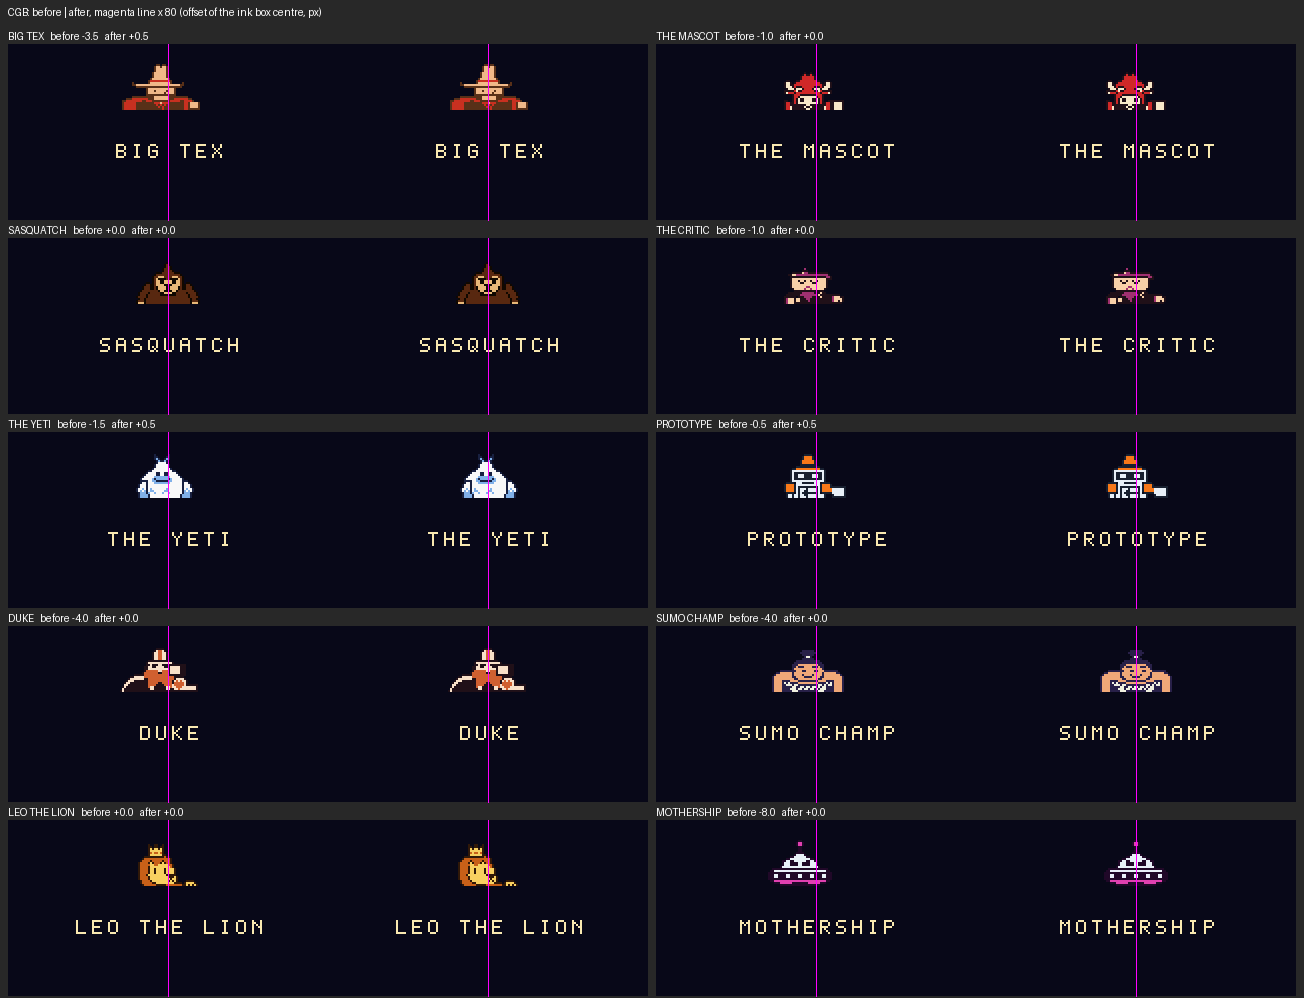 CGB: before | after, magenta line x 80 (offset of the ink box centre, px)
BIG TEX before -3.5 after +0.5
THE MASCOT before -1.0 after +0.0
BIG TEX BIG TEX
THE MASCOT THE MASCOT
SASQUATCH before +0.0 after +0.0
THE CRITIC before -1.0 after +0.0
SASQUATCH SASQUATCH
THE CRITIC THE CRITIC
THE YETI before -1.5 after +0.5
PROTOTYPE before -0.5 after +0.5
THE YETI THE YETI
PROTOTYPE PROTOTYPE
DUKE before -4.0 after +0.0
SUMO CHAMP before -4.0 after +0.0
DUKE DUKE
SUMO CHAMP SUMO CHAMP
LEO THE LION before +0.0 after +0.0
MOTHERSHIP before -8.0 after +0.0
LEO THE LION LEO THE LION
MOTHERSHIP MOTHERSHIP